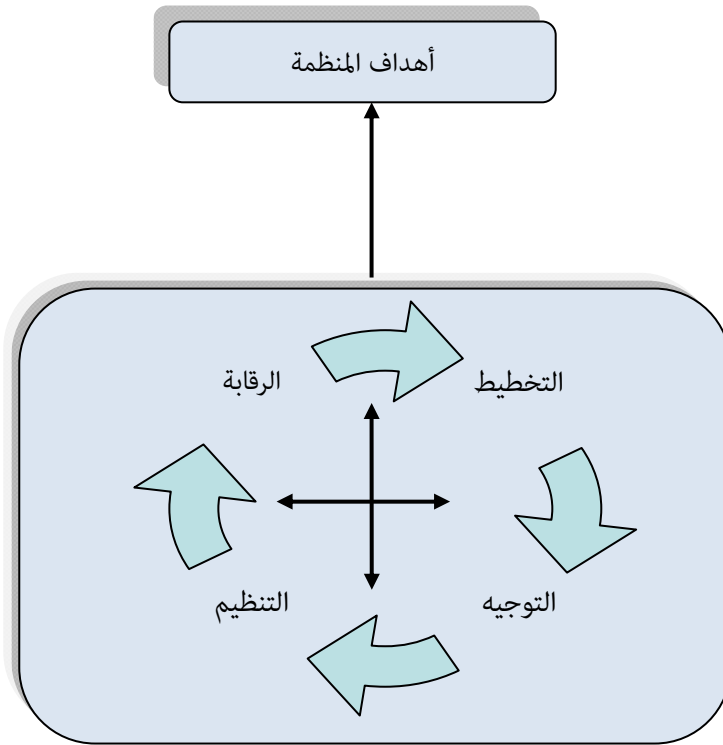 أهداف المنظمة
التخطيط
الرقابة
التوجيه
التنظيم